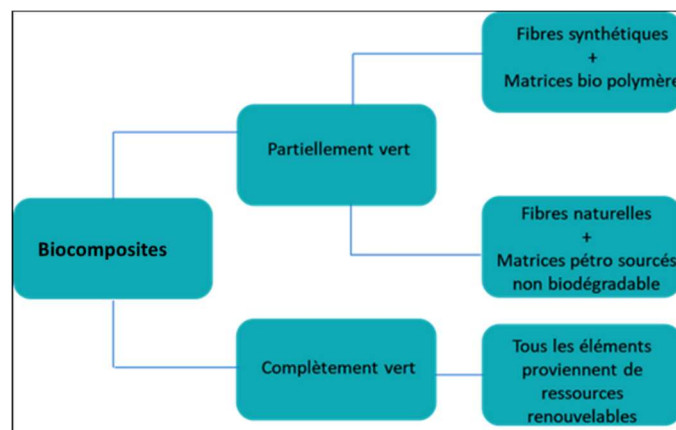 Fibres synthétiques
+
Matrices bio polymère
Partiellement vert
Fibres naturelles
+
Matrices pétro sourcés
non biodégradable
Biocomposites
Complètement vert
Tous les éléments
proviennent de
ressources
renouvelables